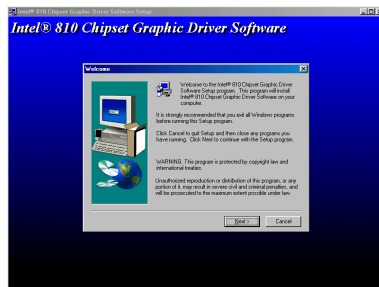 Intel® 810 Chipset Graphic Driver Software Setup
Intel® 810 Chipset Graphic Driver Software
Welcome
Welcome to the Intel® 810 Chipset Graphic Driver
Software Setup program. This program will install
Intel® 810 Chipset Graphic Driver Software on your
computer.
It is strongly recommended that you exit all Windows programs
before running this Setup program.
Click Cancel to quit Setup and then close any programs you
have running. Click Next to continue with the Setup program.
WARNING: This program is protected by copyright law and
international treaties.
Unauthorized reproduction or distribution of this program, or any
portion of it, may result in severe civil and criminal penalties, and
will be prosecuted to the maximum extent possible under law.
Next >
Cancel